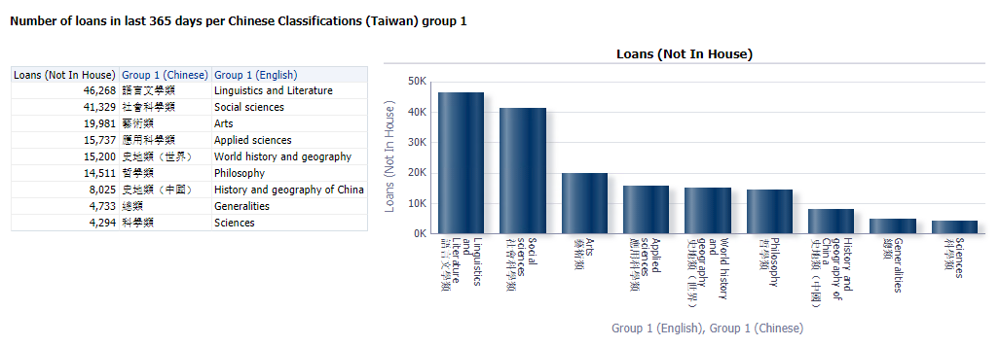 Number of loans in last 365 days per Chinese Classifications (Taiwan) group 1
Loans (Not In House) Group 1 (Chinese) Group 1 (English)
46,268 語言文學類 Linguistics and Literature
41,329 社會科學類 Social sciences
19,981 藝術類 Arts
15,737 應用科學類 Applied sciences
15,200 史地類（世界） World history and geography
14,511 哲學類 Philosophy
8,025 史地類（中國） History and geography of China
4,733 總類 Generalities
4,294 科學類 Sciences
Loans (Not In House)
Loans (Not In House)
50K
40K
30K
20K
10K
0K
Linguistics
and
Literature
語言文學類
Social
sciences
社會科學類
Arts
藝術類
Applied
sciences
應用科學類
World history
and
geography
史地類（世界）
Philosophy
哲學類
History and
geography of
China
史地類（中國）
Generalities
總類
Sciences
科學類
Group 1 (English), Group 1 (Chinese)